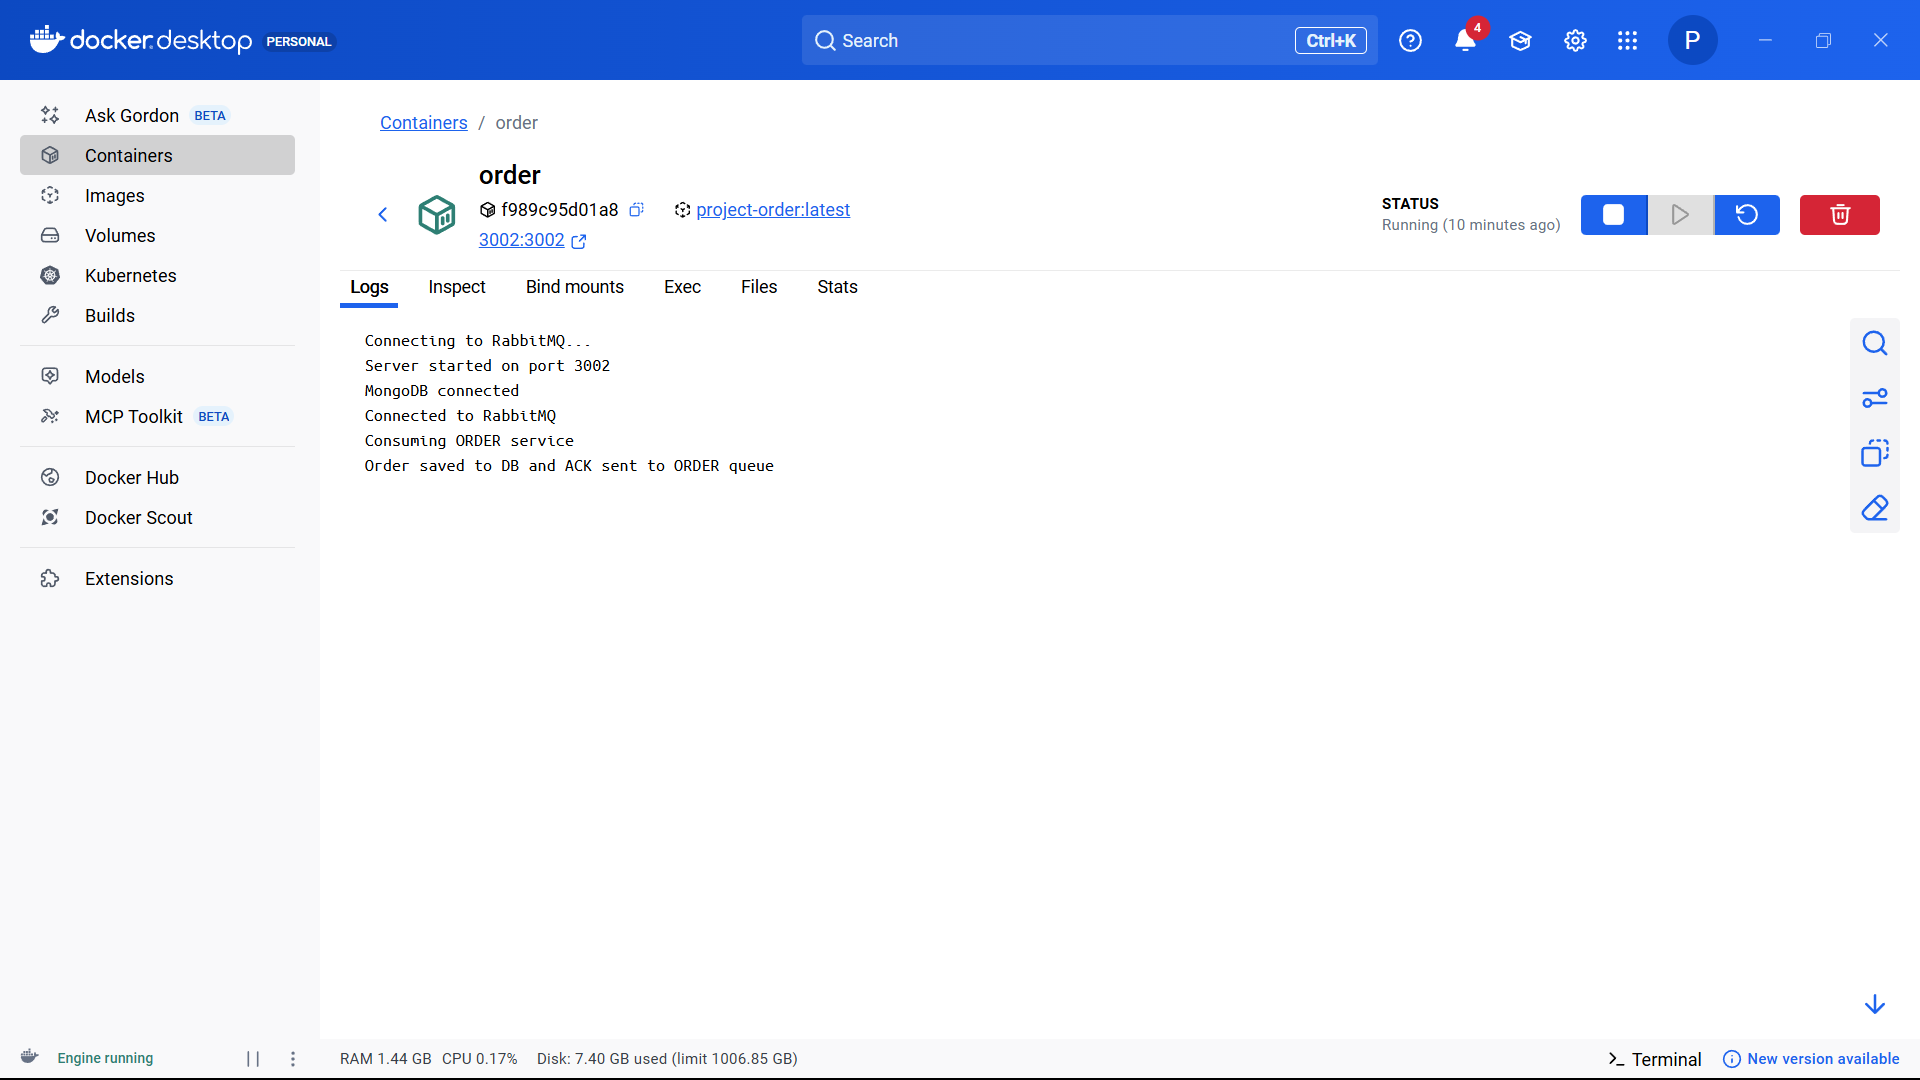 docker.desktop PERSONAL
Search Ctrl+K
4
P
Ask Gordon BETA
Containers
Images
Volumes
Kubernetes
Builds
Models
MCP Toolkit BETA
Docker Hub
Docker Scout
Extensions
Containers / order
order
f989c95d01a8 project-order:latest
3002:3002
STATUS
Running (10 minutes ago)
Logs Inspect Bind mounts Exec Files Stats
Connecting to RabbitMQ...
Server started on port 3002
MongoDB connected
Connected to RabbitMQ
Consuming ORDER service
Order saved to DB and ACK sent to ORDER queue
Engine running
RAM 1.44 GB CPU 0.17% Disk: 7.40 GB used (limit 1006.85 GB)
Terminal
New version available